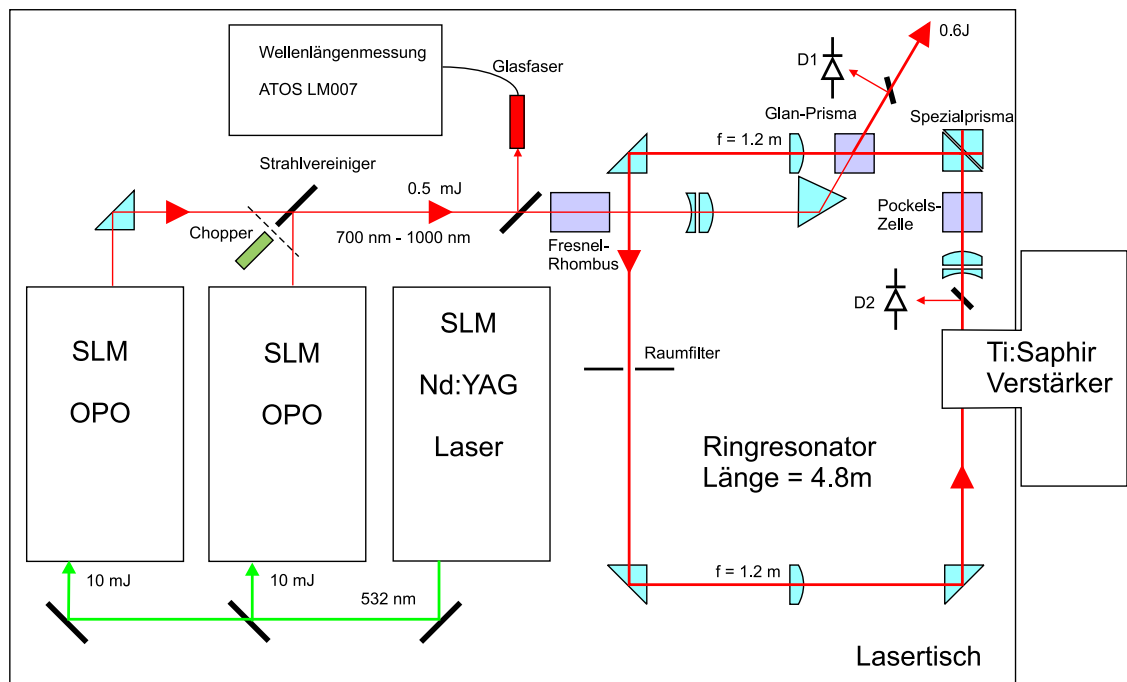 Wellenlängenmessung
ATOS LM007
Glasfaser
D1
0.6J
Glan-Prisma
Spezialprisma
f = 1.2 m
Strahlvereiniger
0.5 mJ
Chopper
700 nm - 1000 nm
Fresnel-
Rhombus
Pockels-
Zelle
D2
SLM
OPO
SLM
OPO
SLM
Nd:YAG
Laser
Raumfilter
Ti:Saphir
Verstärker
Ringresonator
Länge = 4.8m
10 mJ
10 mJ
532 nm
f = 1.2 m
Lasertisch